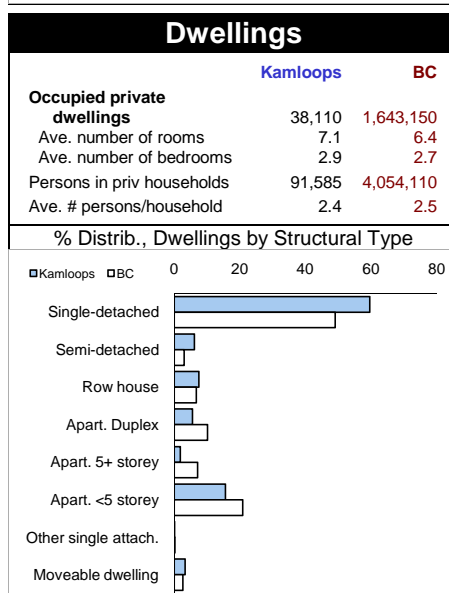 Dwellings
Kamloops BC
Occupied private
dwellings 38,110 1,643,150
Ave. number of rooms 7.1 6.4
Ave. number of bedrooms 2.9 2.7
Persons in priv households 91,585 4,054,110
Ave. # persons/household 2.4 2.5
% Distrib., Dwellings by Structural Type
Kamloops BC 0 20 40 60 80
Single-detached
Semi-detached
Row house
Apart. Duplex
Apart. 5+ storey
Apart. <5 storey
Other single attach.
Moveable dwelling